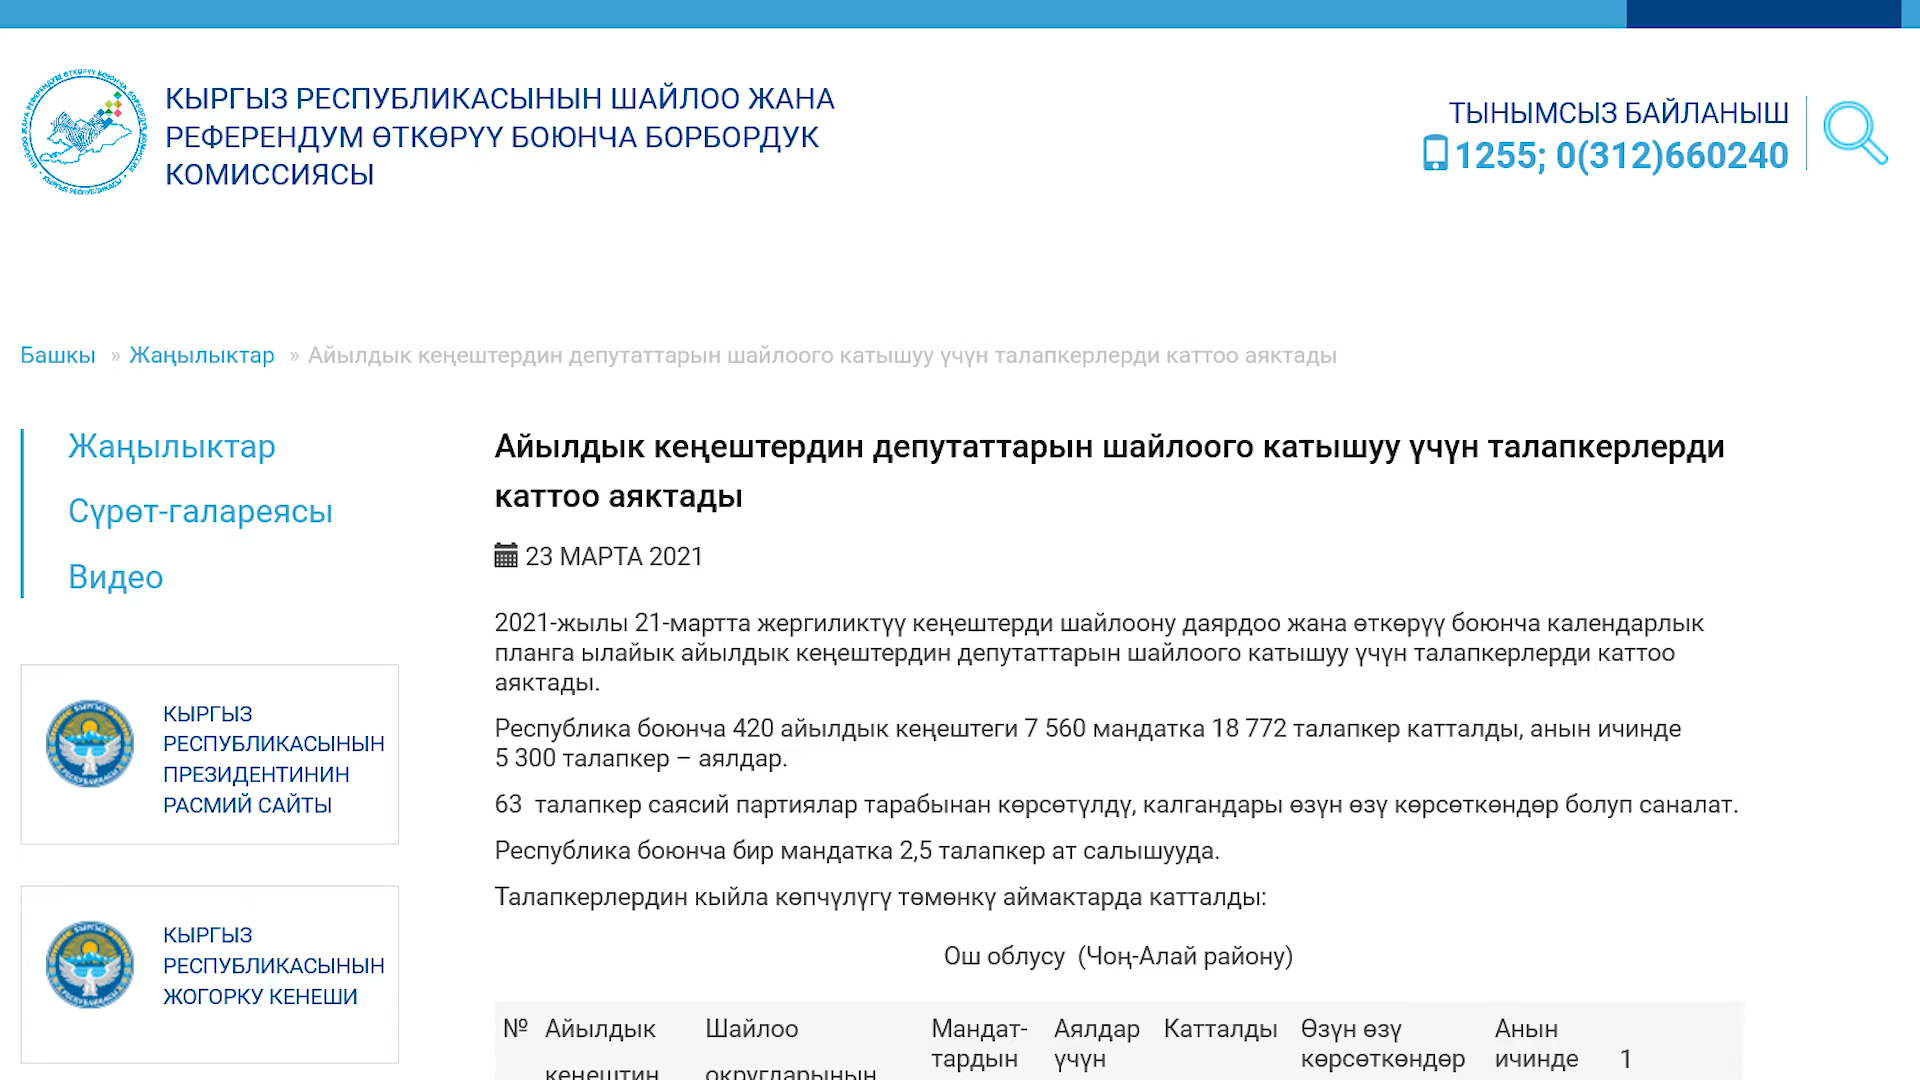 КЫРГЫЗ РЕСПУБЛИКАСЫНЫН ШАЙЛОО ЖАНА
РЕФЕРЕНДУМ ӨТКӨРҮҮ БОЮНЧА БОРБОРДУК
КОМИССИЯСЫ
ТЫНЫМСЫЗ БАЙЛАНЫШ
1255; 0(312)660240
Башкы » Жаңылыктар » Айылдык кеңештердин депутаттарын шайлоого катышуу үчүн талапкерлерди каттоо аяктады
Жаңылыктар
Сүрөт-галареясы
Видео
КЫРГЫЗ
РЕСПУБЛИКАСЫНЫН
ПРЕЗИДЕНТИНИН
РАСМИЙ САЙТЫ
КЫРГЫЗ
РЕСПУБЛИКАСЫНЫН
ЖОГОРКУ КЕНЕШИ
Айылдык кеңештердин депутаттарын шайлоого катышуу үчүн талапкерлерди
каттоо аяктады
23 МАРТА 2021
2021-жылы 21-мартта жергиликтүү кеңештерди шайлоону даярдоо жана өткөрүү боюнча календарлык
планга ылайык айылдык кеңештердин депутаттарын шайлоого катышуу үчүн талапкерлерди каттоо
аяктады.
Республика боюнча 420 айылдык кеңештеги 7 560 мандатка 18 772 талапкер катталды, анын ичинде
5 300 талапкер – аялдар.
63 талапкер саясий партиялар тарабынан көрсөтүлдү, калгандары өзүн өзү көрсөткөндөр болуп саналат.
Республика боюнча бир мандатка 2,5 талапкер ат салышууда.
Талапкерлердин кыйла көпчүлүгү төмөнкү аймактарда катталды:
Ош облусу (Чоң-Алай району)
№ Айылдык Шайлоо Мандат- Аялдар Катталды Өзүн өзү Анын
тардын үчүн көрсөткөндөр ичинде 1
кеңештин округдарынын